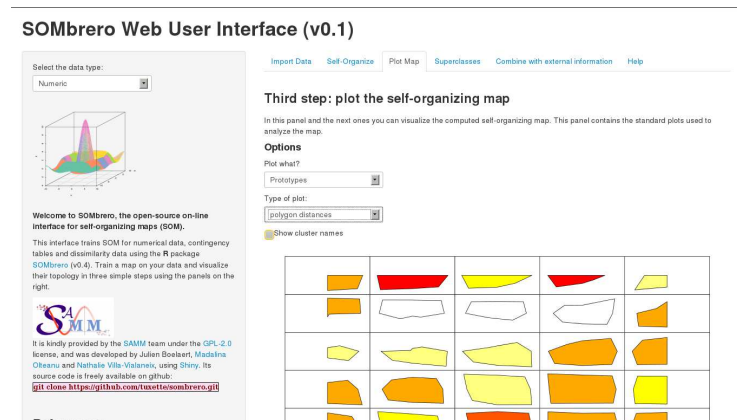 SOMbrero Web User Interface (v0.1)
Select the data type:
Numeric
Welcome to SOMbrero, the open-source on-line
interface for self-organizing maps (SOM).
This interface trains SOM for numerical data, contingency
tables and dissimilarity data using the R package
SOMbrero (v0.4). Train a map on your data and visualize
their topology in three simple steps using the panels on the
right.
SAMM
It is kindly provided by the SAMM team under the GPL-2.0
license, and was developed by Julien Boelaert, Madalina
Olteanu and Nathalie Villa-Vialaneix, using Shiny. Its
source code is freely available on github:
git clone https://github.com/tuxette/sombrero.git
Import Data Self-Organize Plot Map Superclasses Combine with external information Help
Third step: plot the self-organizing map
In this panel and the next ones you can visualize the computed self-organizing map. This panel contains the standard plots used to
analyze the map.
Options
Plot what?
Prototypes
Type of plot:
polygon distances
Show cluster names